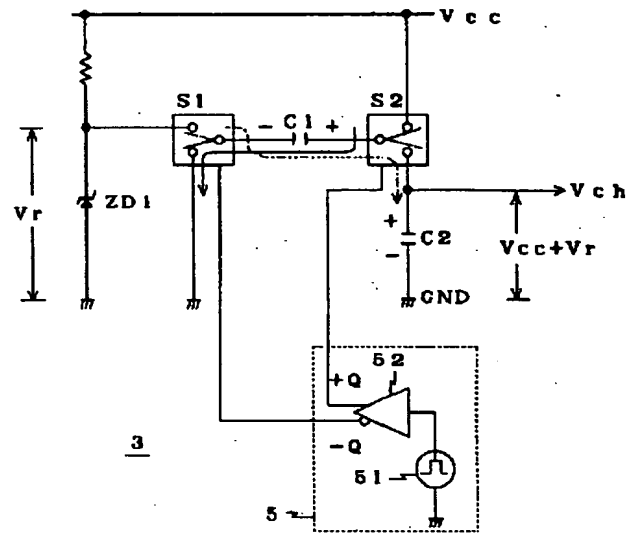 Vcc
S1
S2
- C1 +
Vr
ZD1
Vch
+
C2
-
Vcc+Vr
GND
52
+Q
-Q
51
3
5